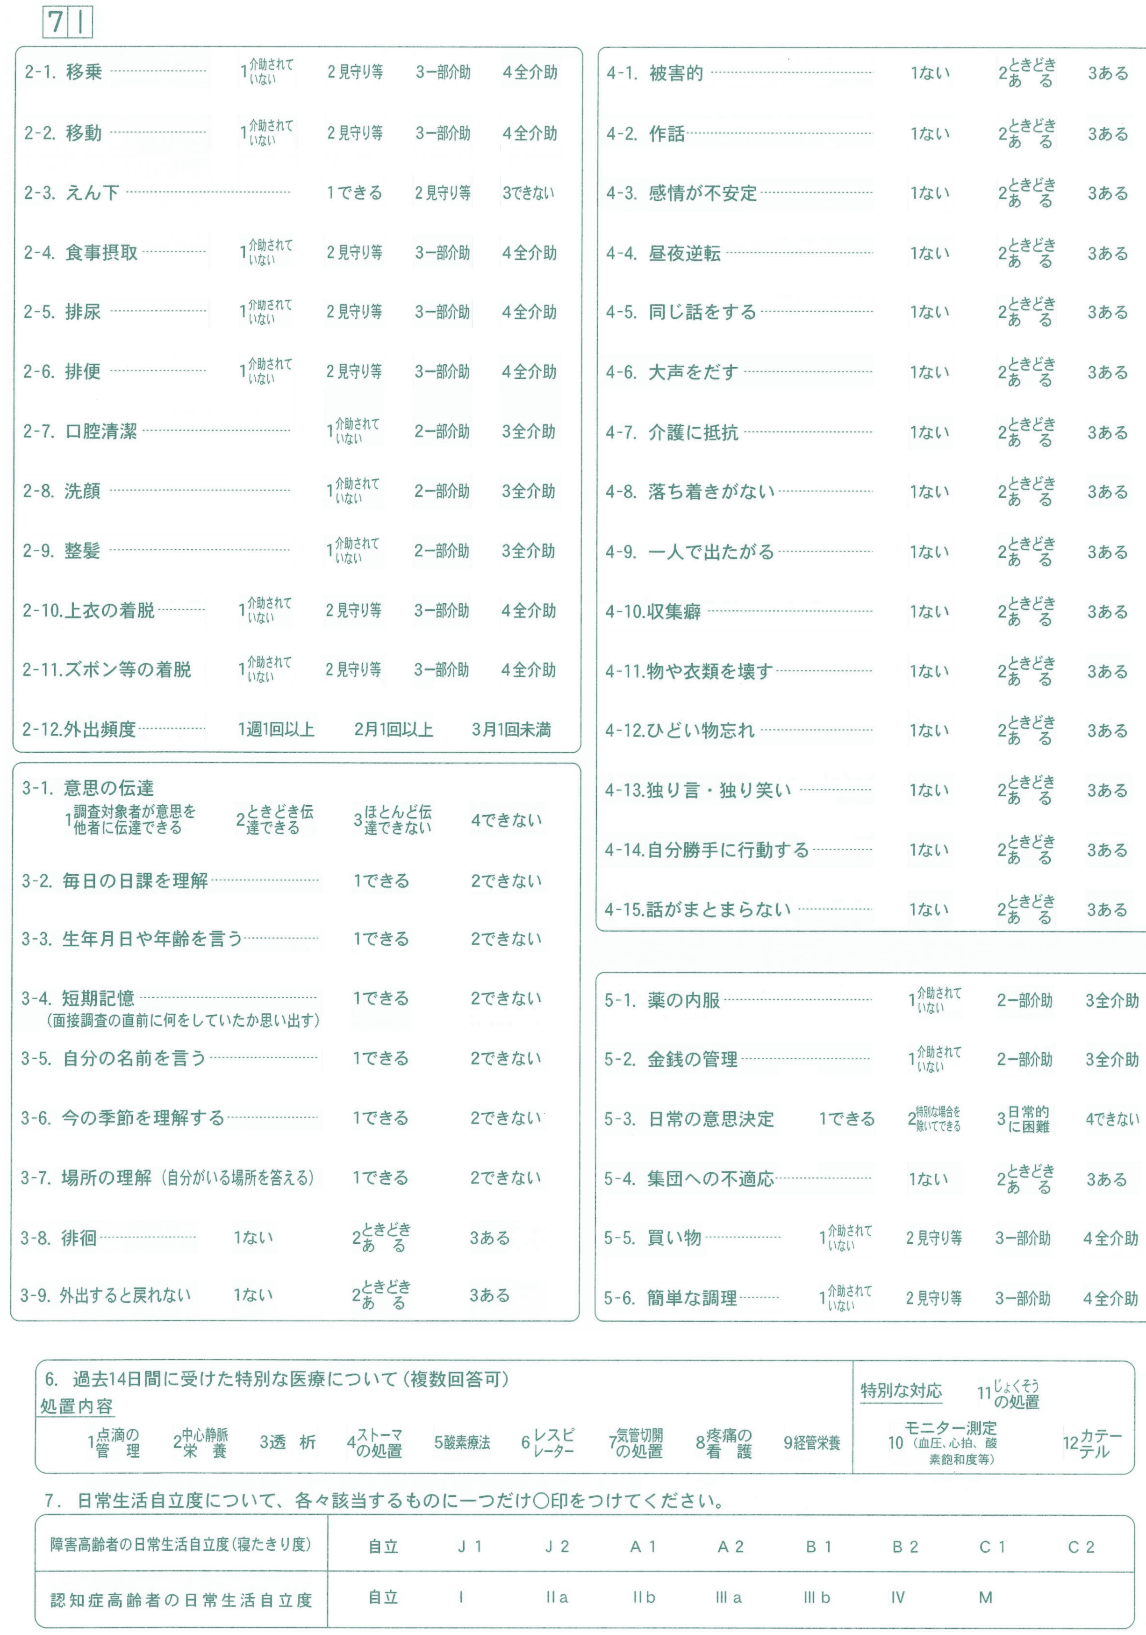 7 1
2-1. 移乗 1介助されていない 2見守り等 3一部介助 4全介助
2-2. 移動 1介助されていない 2見守り等 3一部介助 4全介助
2-3. えん下 1できる 2見守り等 3できない
2-4. 食事摂取 1介助されていない 2見守り等 3一部介助 4全介助
2-5. 排尿 1介助されていない 2見守り等 3一部介助 4全介助
2-6. 排便 1介助されていない 2見守り等 3一部介助 4全介助
2-7. 口腔清潔 1介助されていない 2一部介助 3全介助
2-8. 洗顔 1介助されていない 2一部介助 3全介助
2-9. 整髪 1介助されていない 2一部介助 3全介助
2-10.上衣の着脱 1介助されていない 2見守り等 3一部介助 4全介助
2-11.ズボン等の着脱 1介助されていない 2見守り等 3一部介助 4全介助
2-12.外出頻度 1週1回以上 2月1回以上 3月1回未満
3-1. 意思の伝達
1調査対象者が意思を他者に伝達できる 2ときどき伝達できる 3ほとんど伝達できない 4できない
3-2. 毎日の日課を理解 1できる 2できない
3-3. 生年月日や年齢を言う 1できる 2できない
3-4. 短期記憶 1できる 2できない
(面接調査の直前に何をしていたか思い出す)
3-5. 自分の名前を言う 1できる 2できない
3-6. 今の季節を理解する 1できる 2できない
3-7. 場所の理解 (自分がいる場所を答える) 1できる 2できない
3-8. 徘徊 1ない 2ときどきある 3ある
3-9. 外出すると戻れない 1ない 2ときどきある 3ある
4-1. 被害的 1ない 2ときどきある 3ある
4-2. 作話 1ない 2ときどきある 3ある
4-3. 感情が不安定 1ない 2ときどきある 3ある
4-4. 昼夜逆転 1ない 2ときどきある 3ある
4-5. 同じ話をする 1ない 2ときどきある 3ある
4-6. 大声をだす 1ない 2ときどきある 3ある
4-7. 介護に抵抗 1ない 2ときどきある 3ある
4-8. 落ち着きがない 1ない 2ときどきある 3ある
4-9. 一人で出たがる 1ない 2ときどきある 3ある
4-10.収集癖 1ない 2ときどきある 3ある
4-11.物や衣類を壊す 1ない 2ときどきある 3ある
4-12.ひどい物忘れ 1ない 2ときどきある 3ある
4-13.独り言・独り笑い 1ない 2ときどきある 3ある
4-14.自分勝手に行動する 1ない 2ときどきある 3ある
4-15.話がまとまらない 1ない 2ときどきある 3ある
5-1. 薬の内服 1介助されていない 2一部介助 3全介助
5-2. 金銭の管理 1介助されていない 2一部介助 3全介助
5-3. 日常の意思決定 1できる 2特別な場合を除いてできる 3日常的に困難 4できない
5-4. 集団への不適応 1ない 2ときどきある 3ある
5-5. 買い物 1介助されていない 2見守り等 3一部介助 4全介助
5-6. 簡単な調理 1介助されていない 2見守り等 3一部介助 4全介助
6. 過去14日間に受けた特別な医療について(複数回答可)
処置内容
1点滴の管理 2中心静脈栄養 3透析 4ストーマの処置 5酸素療法 6レスピレーター 7気管切開の処置 8疼痛の看護 9経管栄養
特別な対応 11じょくそうの処置
10モニター測定(血圧、心拍、酸素飽和度等) 12カテーテル
7. 日常生活自立度について、各々該当するものに一つだけ〇印をつけてください。
障害高齢者の日常生活自立度(寝たきり度) 自立 J1 J2 A1 A2 B1 B2 C1 C2
認知症高齢者の日常生活自立度 自立 I IIa IIb IIIa IIIb IV M